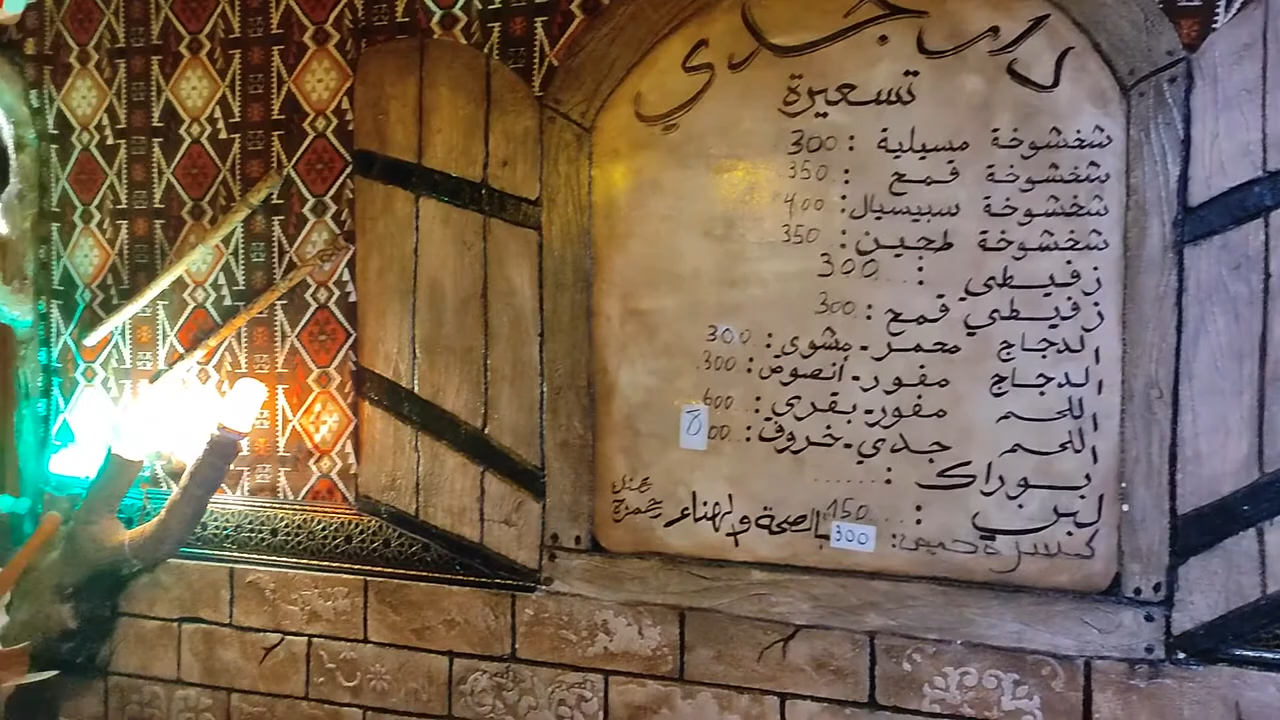 دار جدي
تسعيرة
شخشوخة مسيلية : 300
شخشوخة قمح : 350
شخشوخة سبيسيال: 400
شخشوخة طجين: 350
زفيطي : 300
زفيطي قمح : 300
الدجاج محمر - مشوي : 300
الدجاج مفور - أنصوص : 300
اللحم مفور - بقري : 600
اللحم جدي - خروف : 00
بوراك : ......
لبن : 150
كسرة : 300
بالصحة والهناء
حمزة